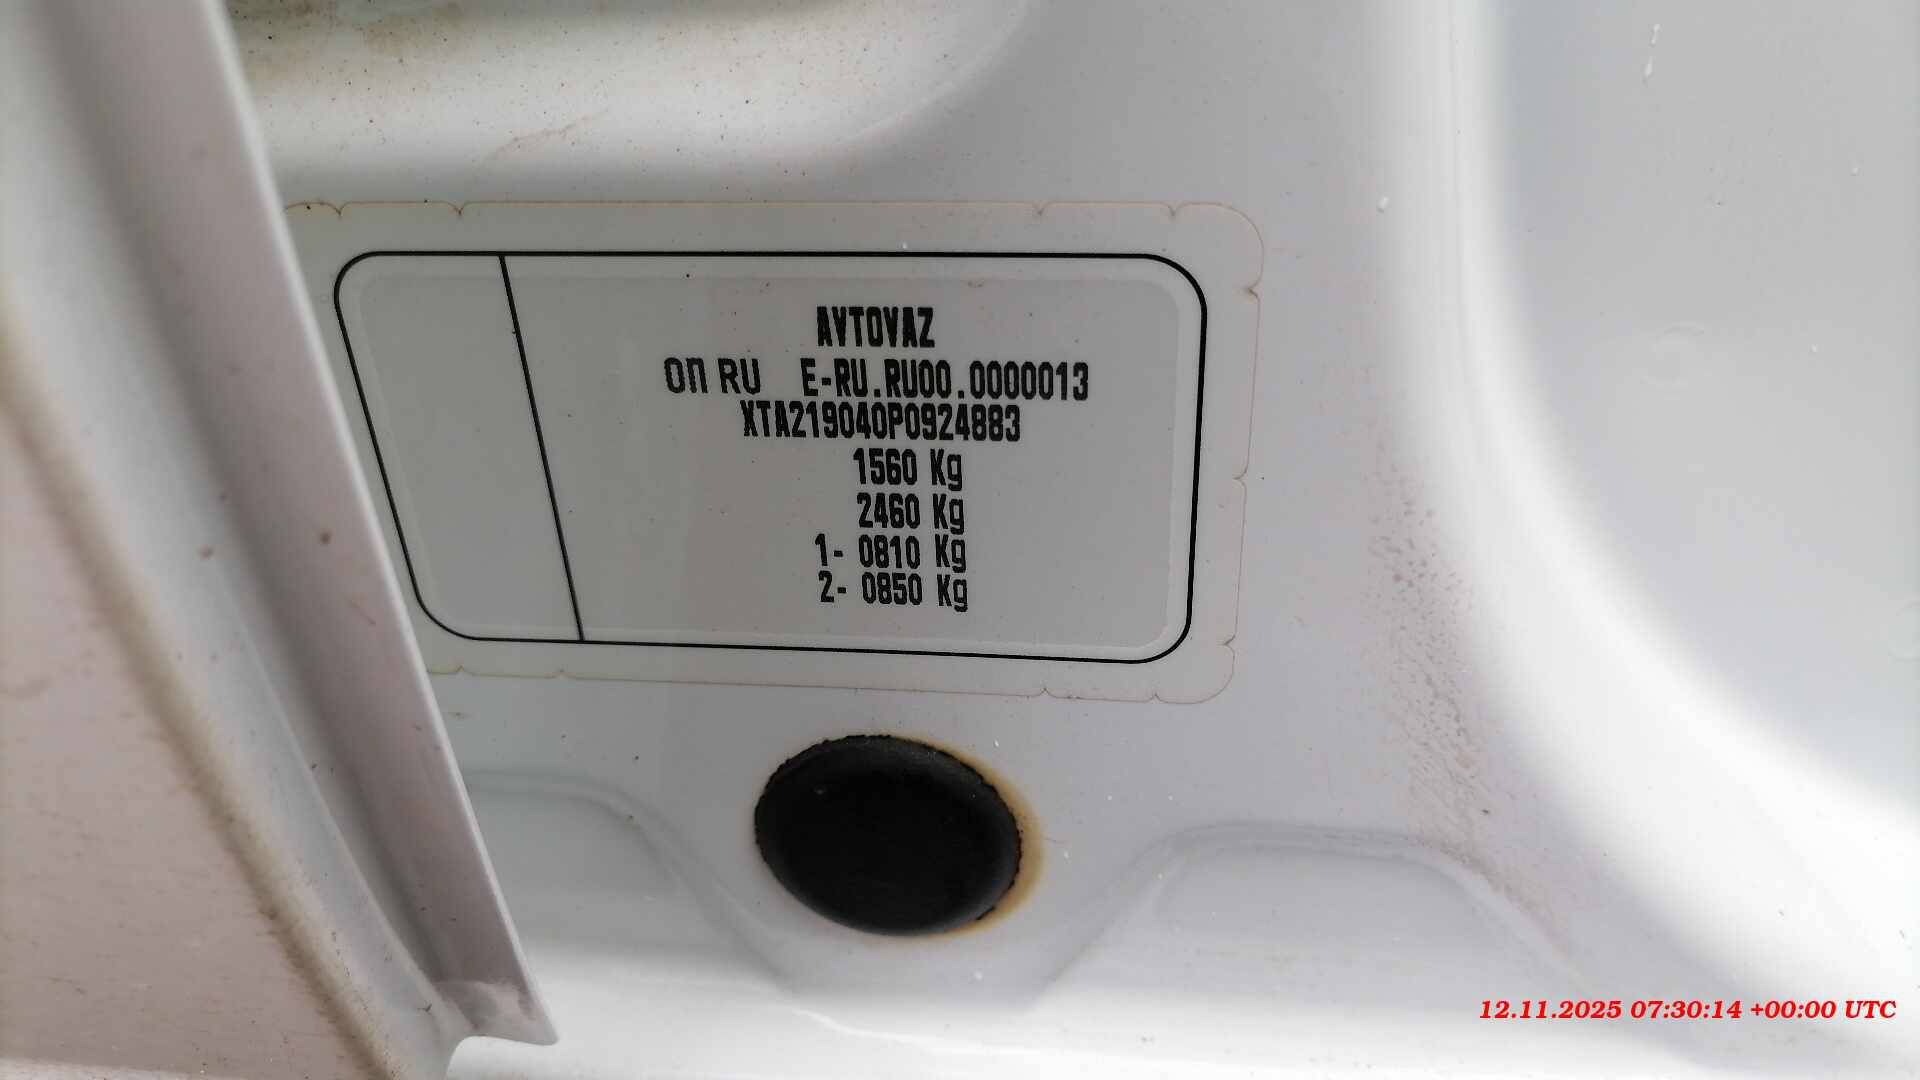 AVTOVAZ
ОП RU E-RU.RU00.0000013
XTA219040P0924883
1560 Kg
2460 Kg
1- 0810 Kg
2- 0850 Kg
12.11.2025 07:30:14 +00:00 UTC